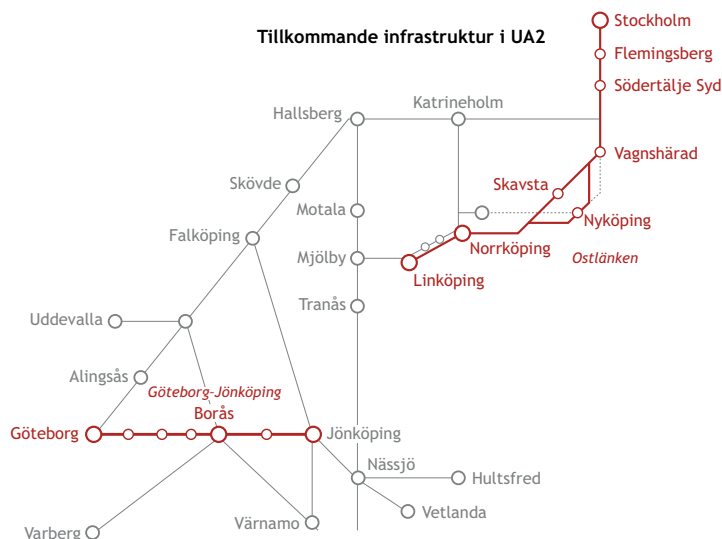 Tillkommande infrastruktur i UA2
Stockholm
Flemingsberg
Södertälje Syd
Katrineholm
Hallsberg
Vagnshärad
Skövde
Skavsta
Motala
Nyköping
Falköping
Norrköping
Mjölby
Ostlänken
Linköping
Tranås
Uddevalla
Alingsås
Göteborg-Jönköping
Borås
Göteborg
Jönköping
Nässjö
Hultsfred
Vetlanda
Värnamo
Varberg